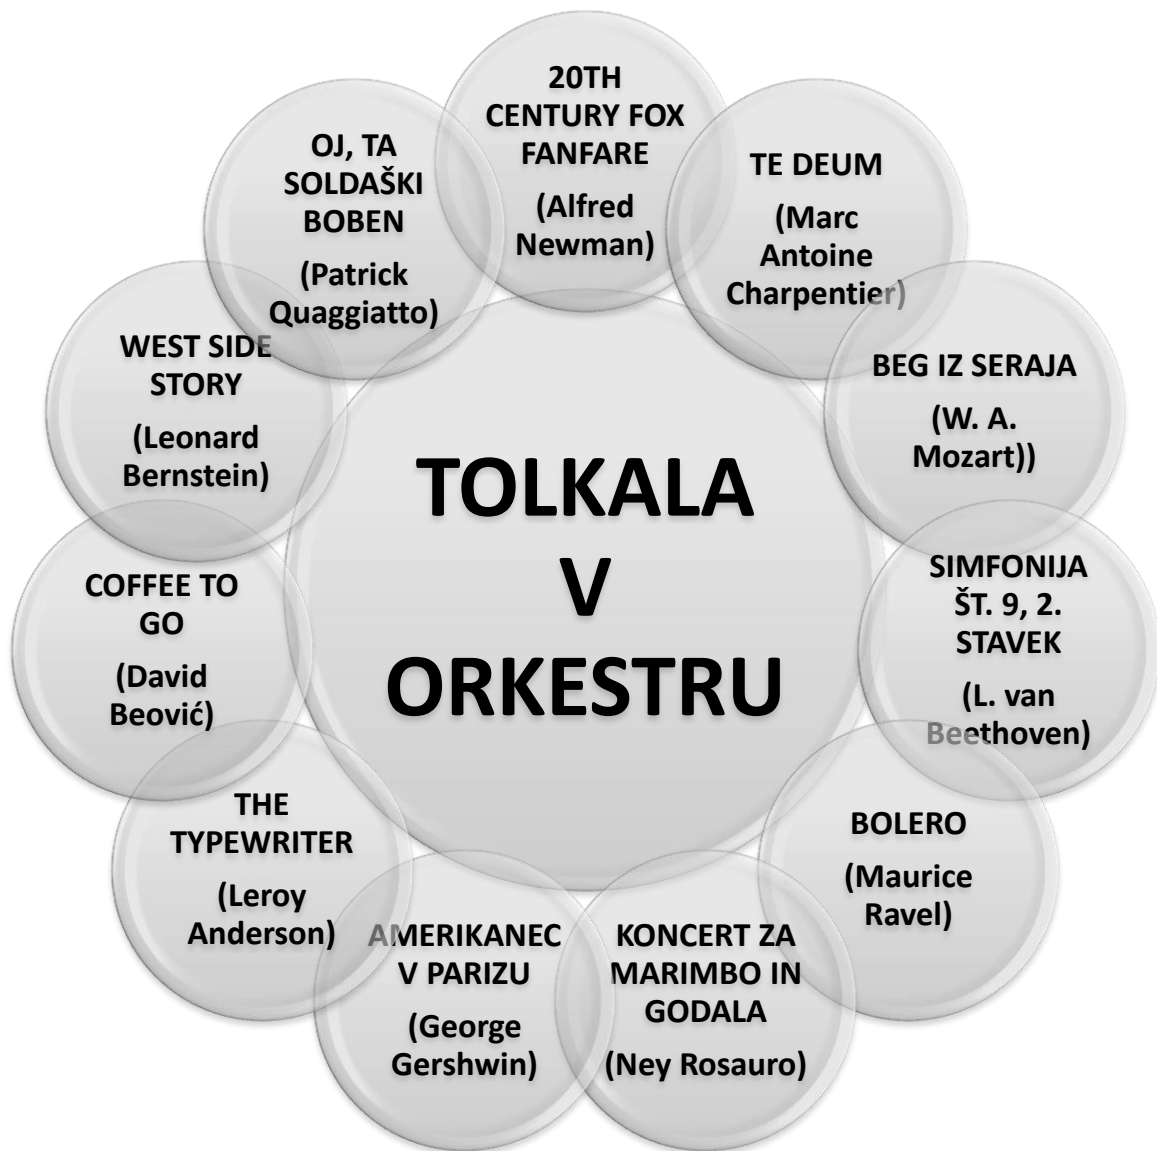 20TH
CENTURY FOX
FANFARE
(Alfred
Newman)
TE DEUM
(Marc
Antoine
Charpentier)
BEG IZ SERAJA
(W. A.
Mozart))
SIMFONIJA
ŠT. 9, 2.
STAVEK
(L. van
Beethoven)
BOLERO
(Maurice
Ravel)
KONCERT ZA
MARIMBO IN
GODALA
(Ney Rosauro)
AMERIKANEC
V PARIZU
(George
Gershwin)
THE
TYPEWRITER
(Leroy
Anderson)
COFFEE TO
GO
(David
Beović)
WEST SIDE
STORY
(Leonard
Bernstein)
OJ, TA
SOLDAŠKI
BOBEN
(Patrick
Quaggiatto)
TOLKALA
V
ORKESTRU